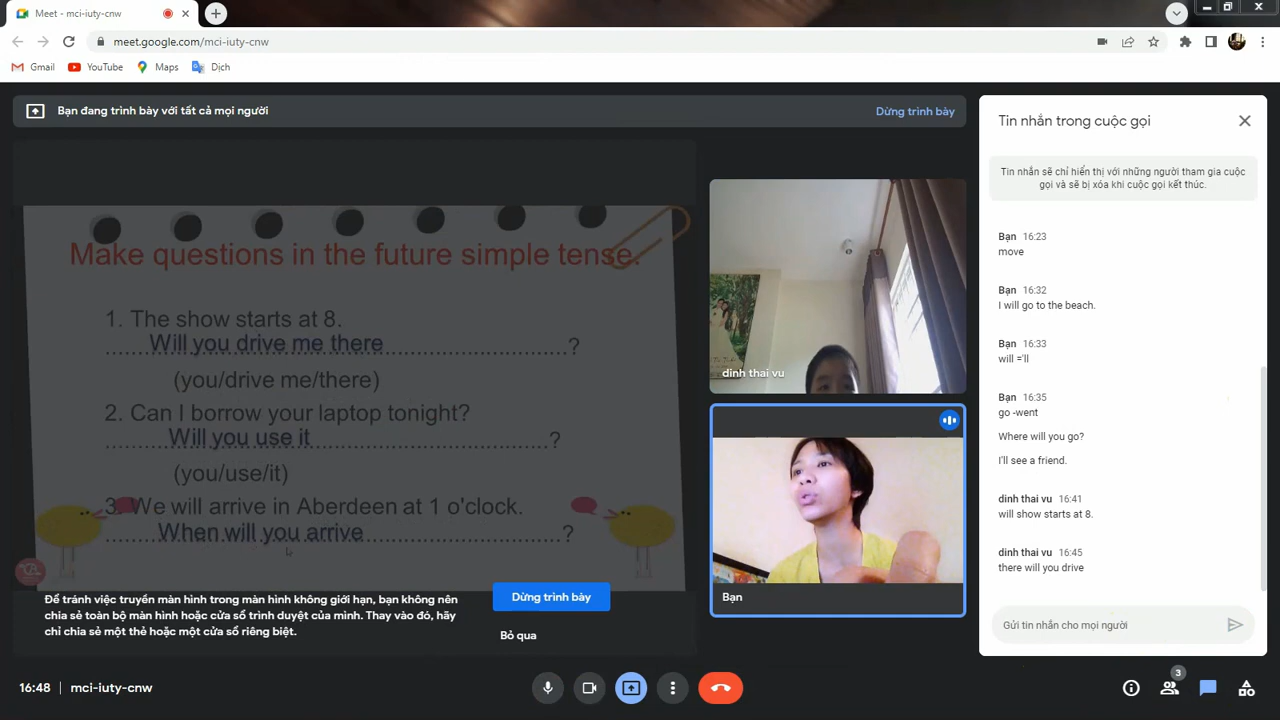 Meet - mci-iuty-cnw
meet.google.com/mci-iuty-cnw
Gmail YouTube Maps Dịch
Bạn đang trình bày với tất cả mọi người
Dừng trình bày
Make questions in the future simple tense.
1. The show starts at 8.
Will you drive me there ?
(you/drive me/there)
2. Can I borrow your laptop tonight?
Will you use it ?
(you/use/it)
3. We will arrive in Aberdeen at 1 o'clock.
When will you arrive ?
Để tránh việc truyền màn hình trong màn hình không giới hạn, bạn không nên
chia sẻ toàn bộ màn hình hoặc cửa sổ trình duyệt của mình. Thay vào đó, hãy
chỉ chia sẻ một thẻ hoặc một cửa sổ riêng biệt.
Dừng trình bày
Bỏ qua
dinh thai vu
Bạn
Tin nhắn trong cuộc gọi
Tin nhắn sẽ chỉ hiển thị với những người tham gia cuộc
gọi và sẽ bị xóa khi cuộc gọi kết thúc.
Bạn 16:23
move
Bạn 16:32
I will go to the beach.
Bạn 16:33
will ='ll
Bạn 16:35
go -went
Where will you go?
I'll see a friend.
dinh thai vu 16:41
will show starts at 8.
dinh thai vu 16:45
there will you drive
Gửi tin nhắn cho mọi người
16:48 | mci-iuty-cnw
3